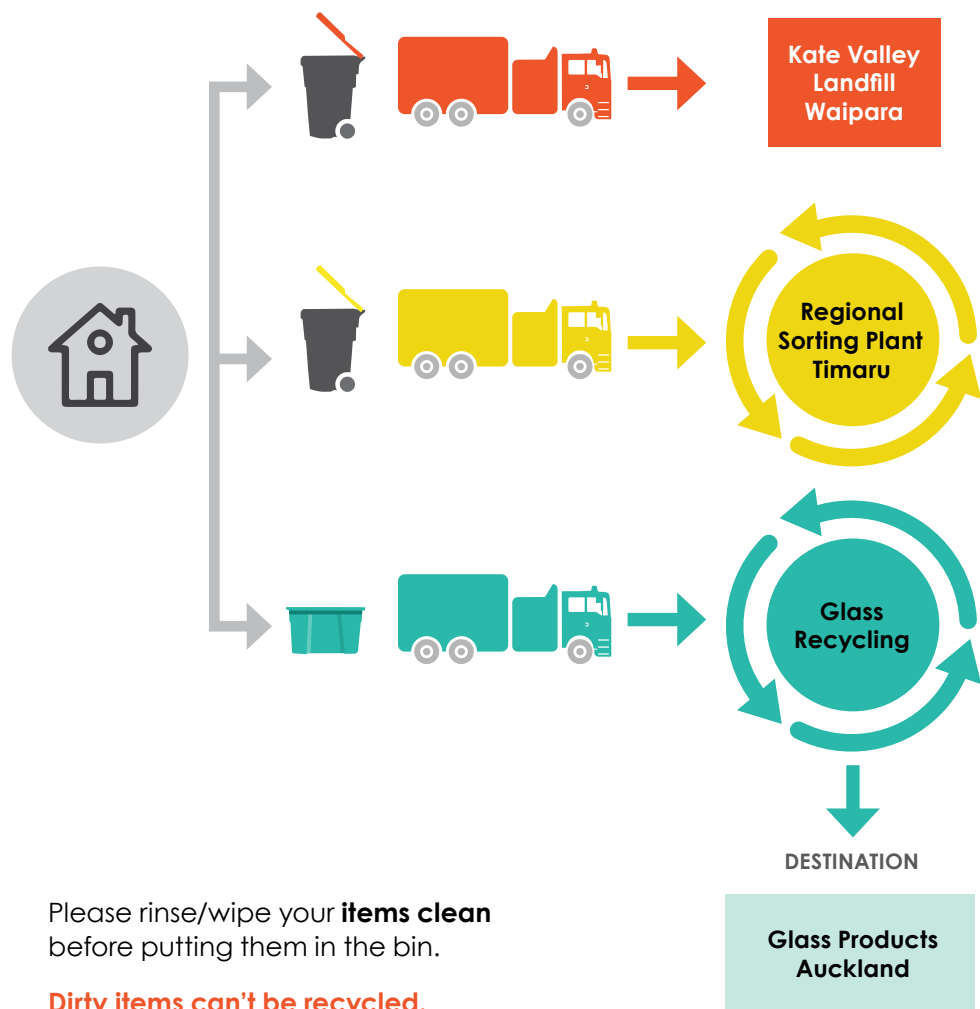 Kate Valley
Landfill
Waipara
Regional
Sorting Plant
Timaru
Glass
Recycling
DESTINATION
Glass Products
Auckland
Please rinse/wipe your items clean
before putting them in the bin.
Dirty items can't be recycled.